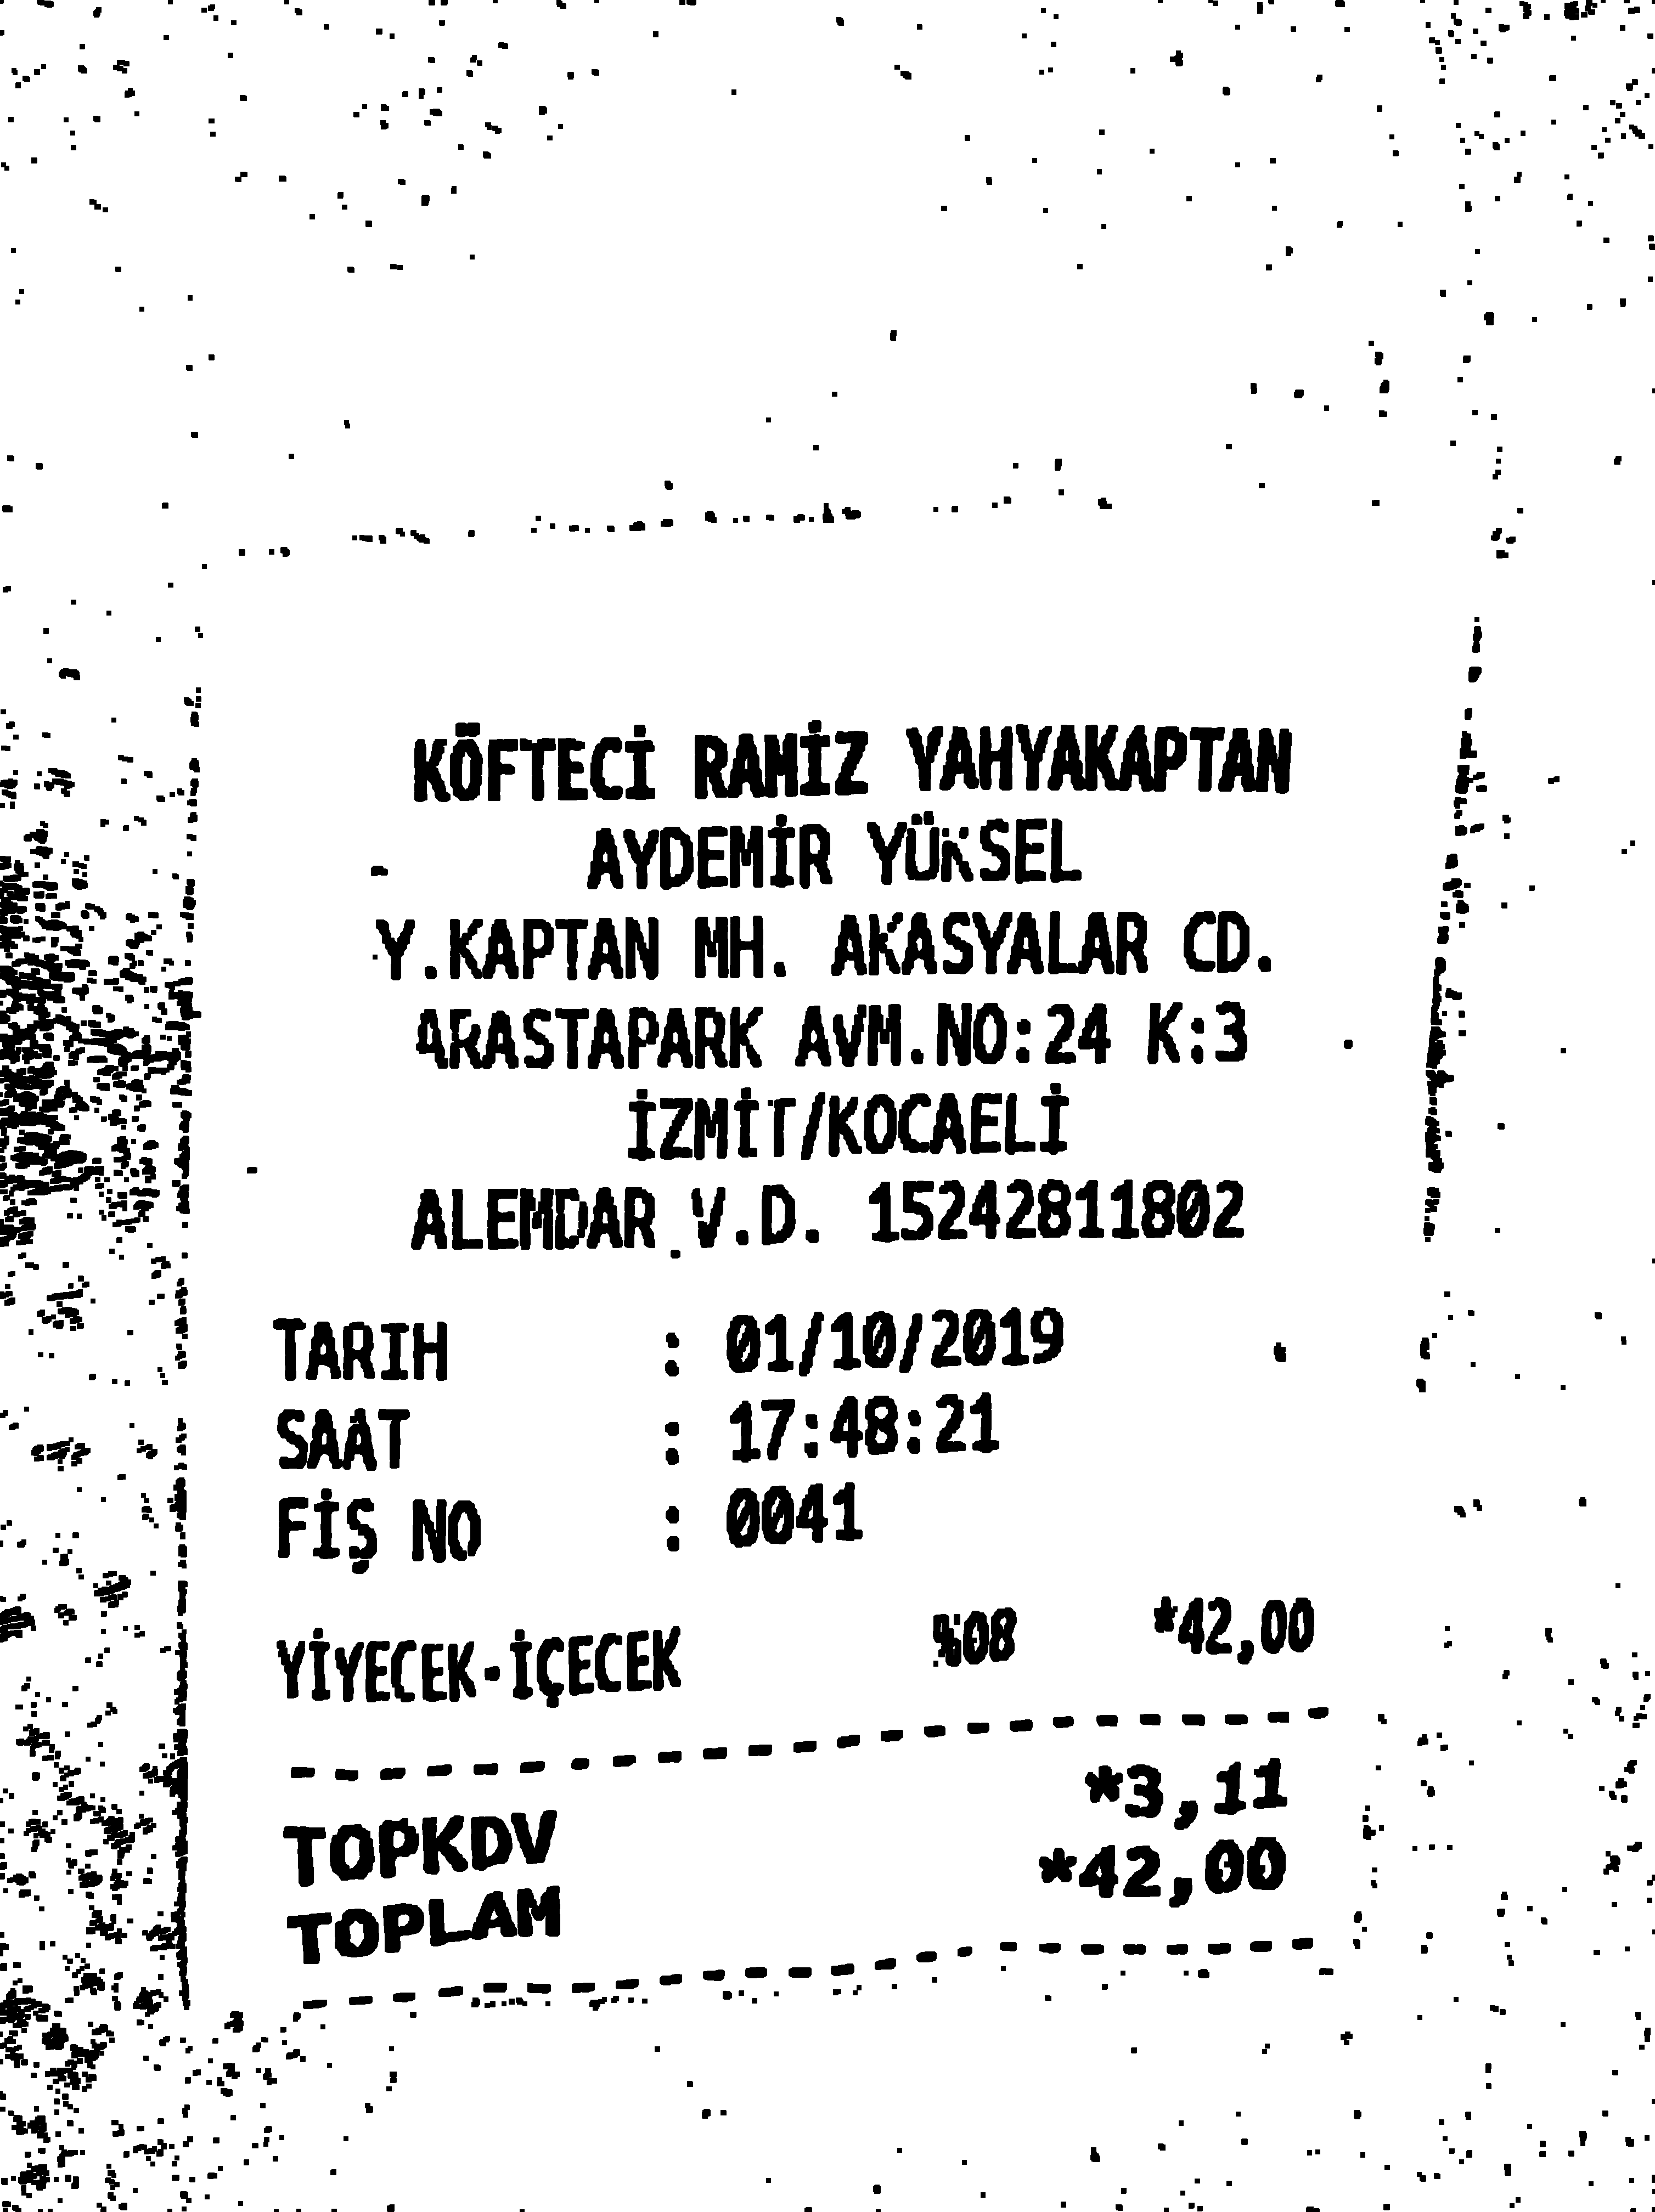 KÖFTECİ RAMİZ YAHYAKAPTAN
AYDEMİR YÜKSEL
Y.KAPTAN MH. AKASYALAR CD.
ARASTAPARK AVM.NO:24 K:3
İZMİT/KOCAELİ
ALEMDAR V.D. 15242811802
TARIH : 01/10/2019
SAAT : 17:48:21
FİŞ NO : 0041
YİYECEK-İÇECEK %08 *42,00
TOPKDV *3,11
TOPLAM *42,00